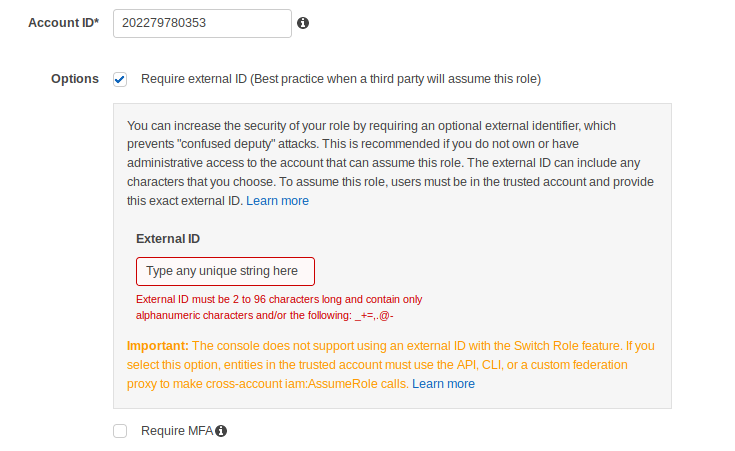 Account ID* 202279780353
Options Require external ID (Best practice when a third party will assume this role)
You can increase the security of your role by requiring an optional external identifier, which
prevents "confused deputy" attacks. This is recommended if you do not own or have
administrative access to the account that can assume this role. The external ID can include any
characters that you choose. To assume this role, users must be in the trusted account and provide
this exact external ID. Learn more
External ID
Type any unique string here
External ID must be 2 to 96 characters long and contain only
alphanumeric characters and/or the following: _+=,.@-
Important: The console does not support using an external ID with the Switch Role feature. If you
select this option, entities in the trusted account must use the API, CLI, or a custom federation
proxy to make cross-account iam:AssumeRole calls. Learn more
Require MFA